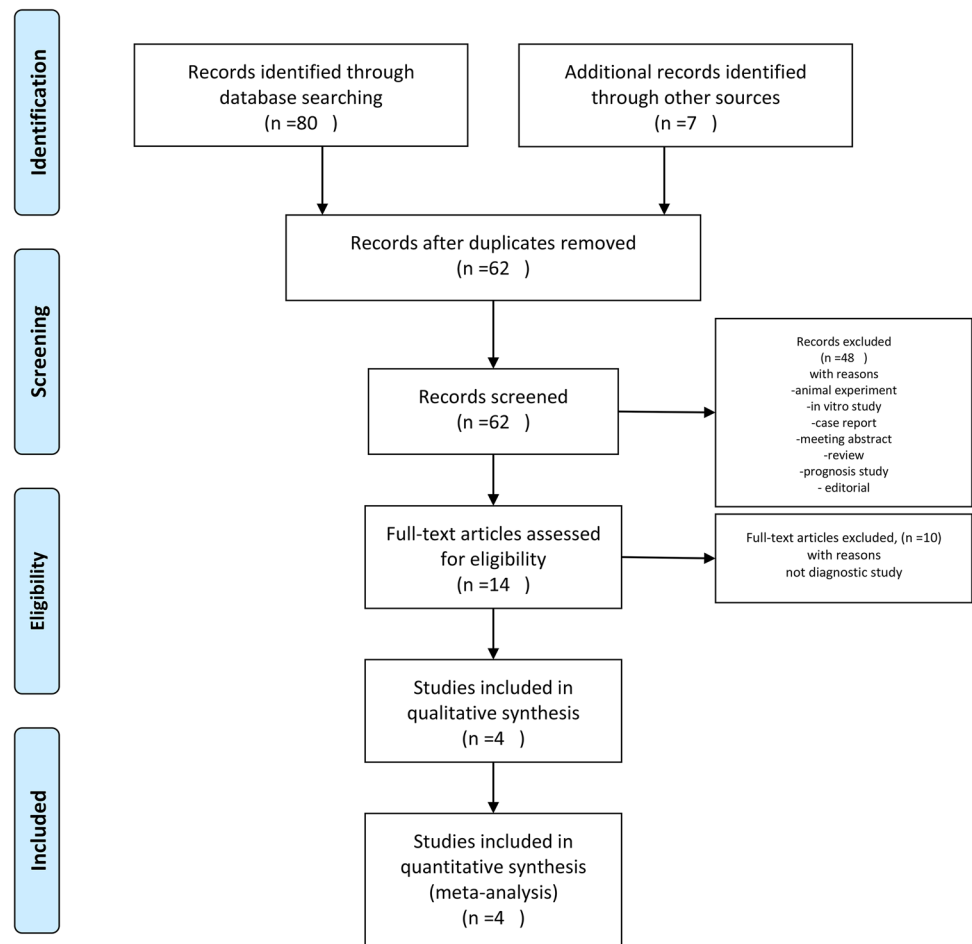 Identification
Records identified through
database searching
(n =80   )
Additional records identified
through other sources
(n =7   )
Records after duplicates removed
(n =62   )
Screening
Records screened
(n =62   )
Records excluded
(n =48   )
with reasons
-animal experiment
-in vitro study
-case report
-meeting abstract
-review
-prognosis study
- editorial
Eligibility
Full-text articles assessed
for eligibility
(n =14   )
Full-text articles excluded, (n =10)
with reasons
not diagnostic study
Studies included in
qualitative synthesis
(n =4   )
Included
Studies included in
quantitative synthesis
(meta-analysis)
(n =4   )